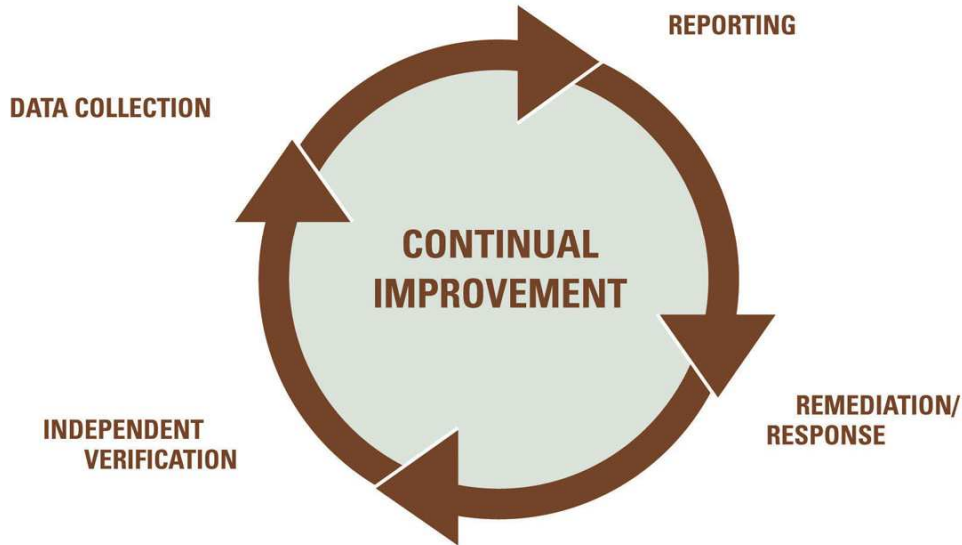 REPORTING
DATA COLLECTION
CONTINUAL
IMPROVEMENT
REMEDIATION/
RESPONSE
INDEPENDENT
VERIFICATION